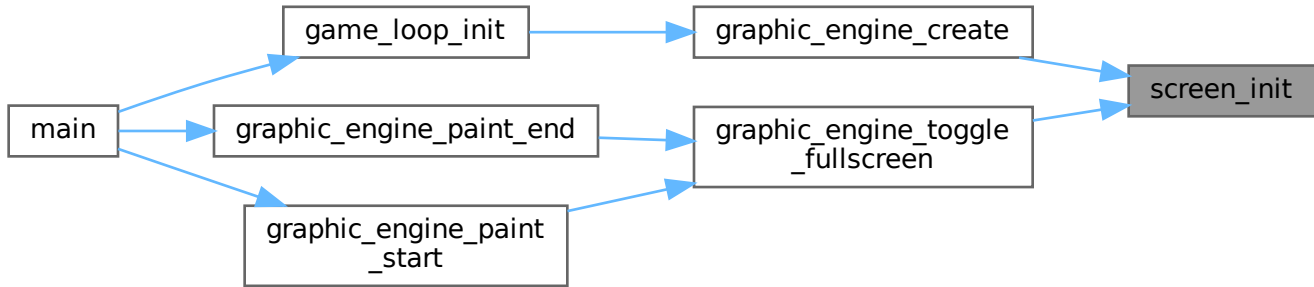 game_loop_init
graphic_engine_create
screen_init
main
graphic_engine_paint_end
graphic_engine_toggle
_fullscreen
graphic_engine_paint
_start